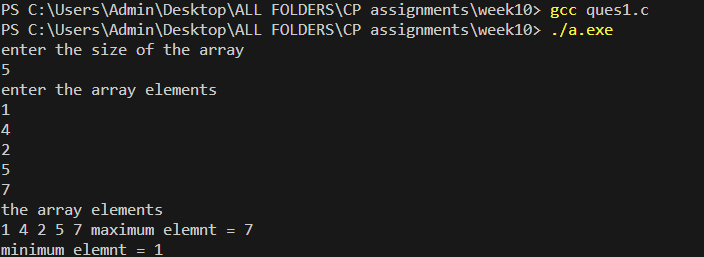 PS C:\Users\Admin\Desktop\ALL FOLDERS\CP assignments\week10> gcc ques1.c
PS C:\Users\Admin\Desktop\ALL FOLDERS\CP assignments\week10> ./a.exe
enter the size of the array
5
enter the array elements
1
4
2
5
7
the array elements
1 4 2 5 7 maximum elemnt = 7
minimum elemnt = 1